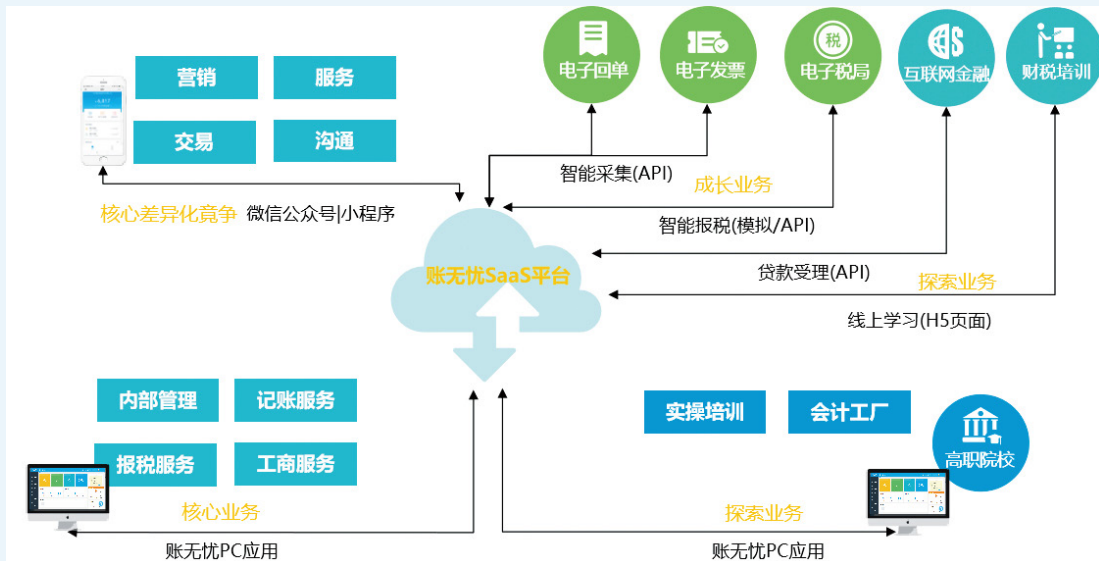 电子回单
电子发票
电子税局
互联网金融
财税培训
营销
服务
交易
沟通
智能采集(API)
成长业务
核心差异化竟争
微信公众号|小程序
智能报税(模拟/API)
账无忧SaaS平台
贷款受理(API)
探索业务
线上学习(H5页面)
内部管理
记账服务
报税服务
工商服务
实操培训
会计工厂
高职院校
核心业务
账无忧PC应用
探索业务
账无忧PC应用